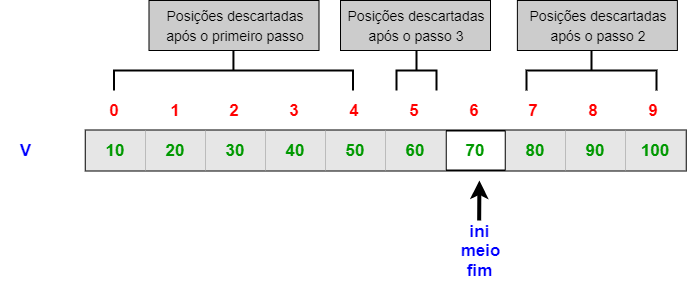 Posições descartadas
após o primeiro passo
Posições descartadas
após o passo 3
Posições descartadas
após o passo 2
0 1 2 3 4 5 6 7 8 9
V 10 20 30 40 50 60 70 80 90 100
ini
meio
fim